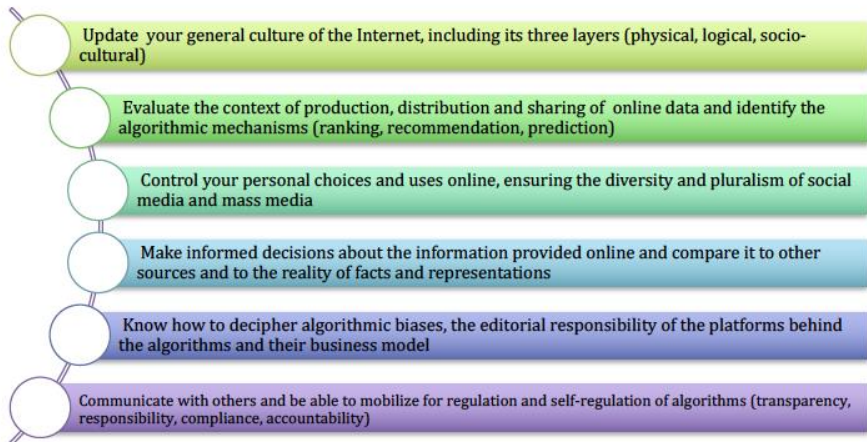 Update your general culture of the Internet, including its three layers (physical, logical, socio-
cultural)
Evaluate the context of production, distribution and sharing of online data and identify the
algorithmic mechanisms (ranking, recommendation, prediction)
Control your personal choices and uses online, ensuring the diversity and pluralism of social
media and mass media
Make informed decisions about the information provided online and compare it to other
sources and to the reality of facts and representations
Know how to decipher algorithmic biases, the editorial responsibility of the platforms behind
the algorithms and their business model
Communicate with others and be able to mobilize for regulation and self-regulation of algorithms (transparency,
responsibility, compliance, accountability)